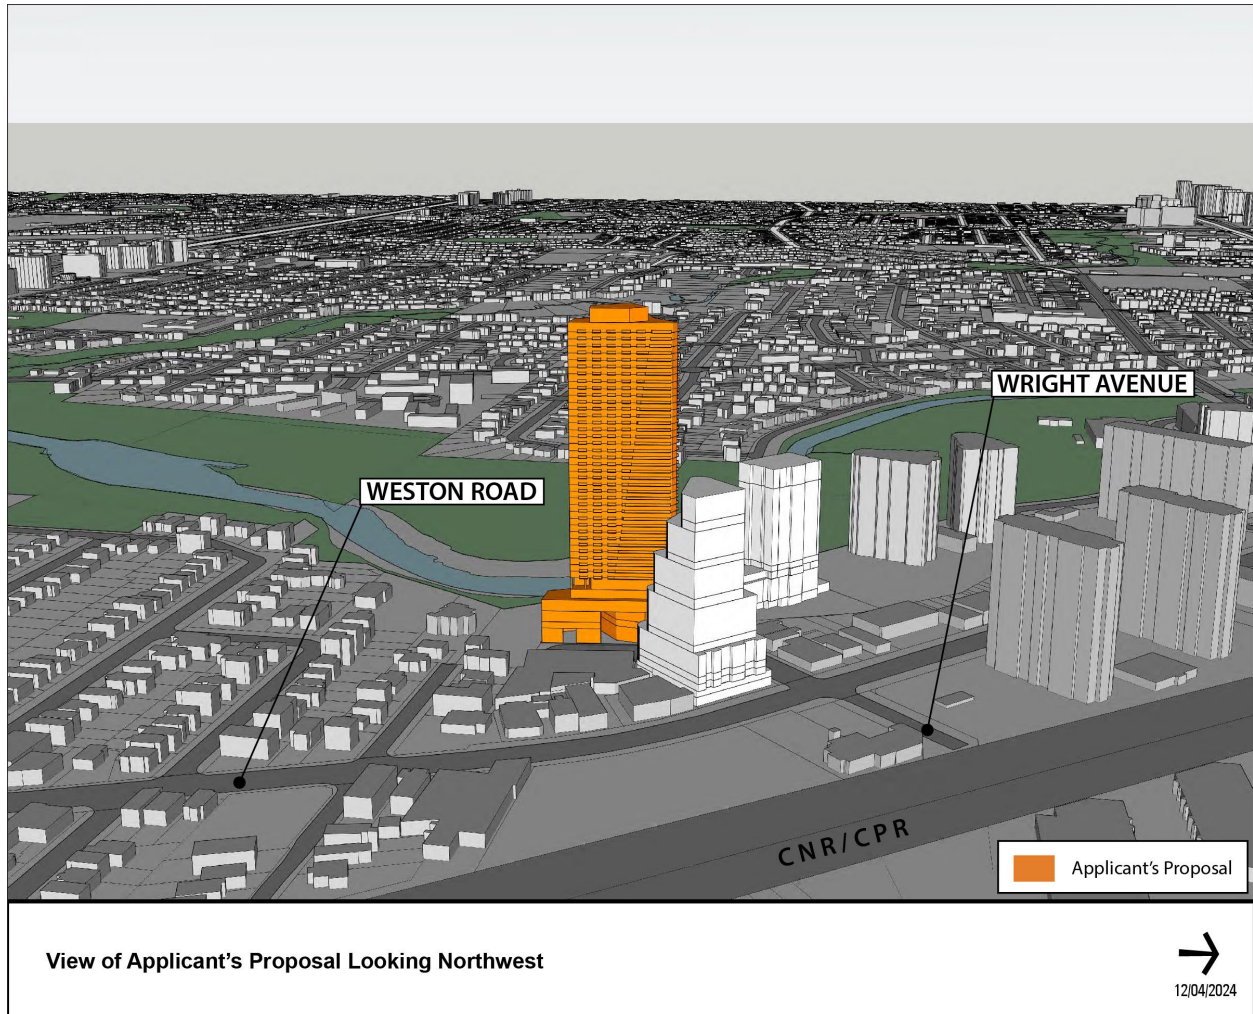 WRIGHT AVENUE
WESTON ROAD
CNR/CPR
Applicant's Proposal
View of Applicant's Proposal Looking Northwest
12/04/2024